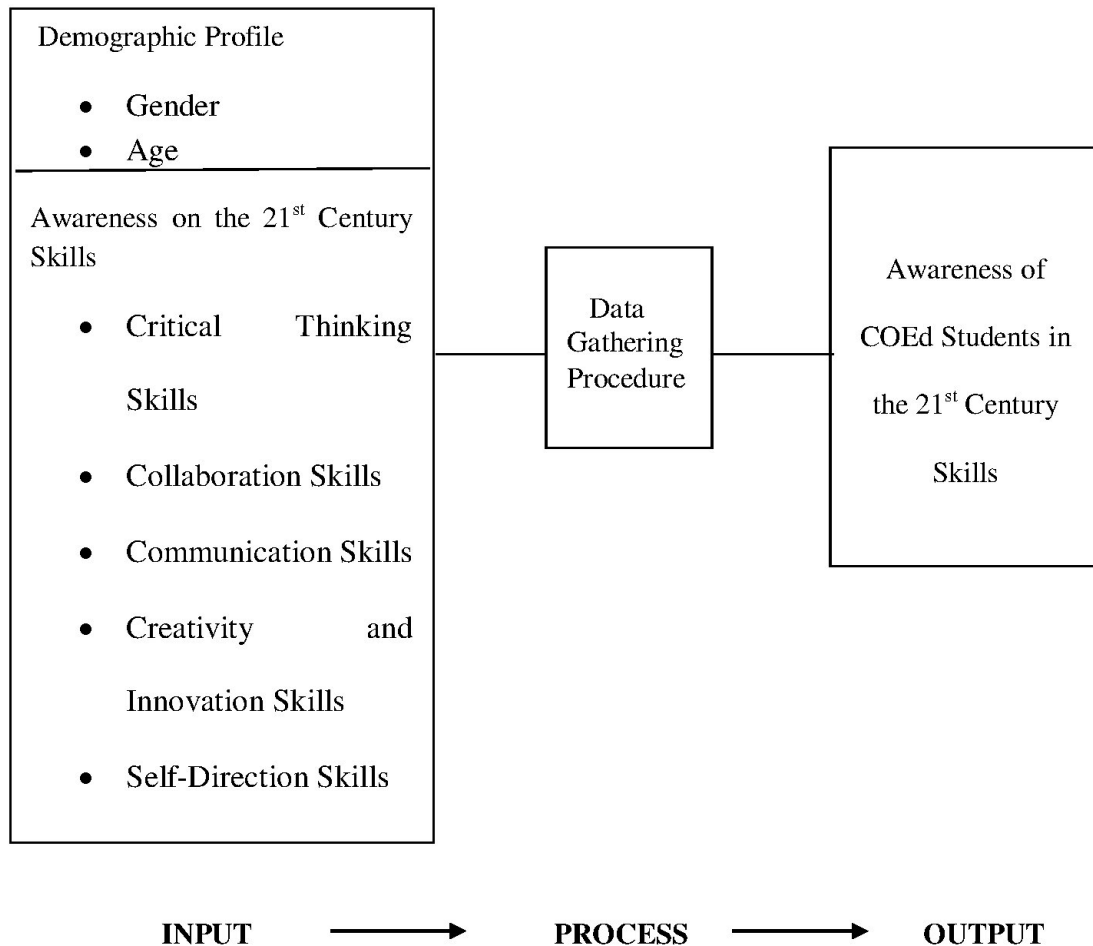 Demographic Profile
• Gender
• Age
Awareness on the 21st Century
Skills
• Critical Thinking
Skills
• Collaboration Skills
• Communication Skills
• Creativity and
Innovation Skills
• Self-Direction Skills
Data
Gathering
Procedure
Awareness of
COEd Students in
the 21st Century
Skills
INPUT PROCESS OUTPUT